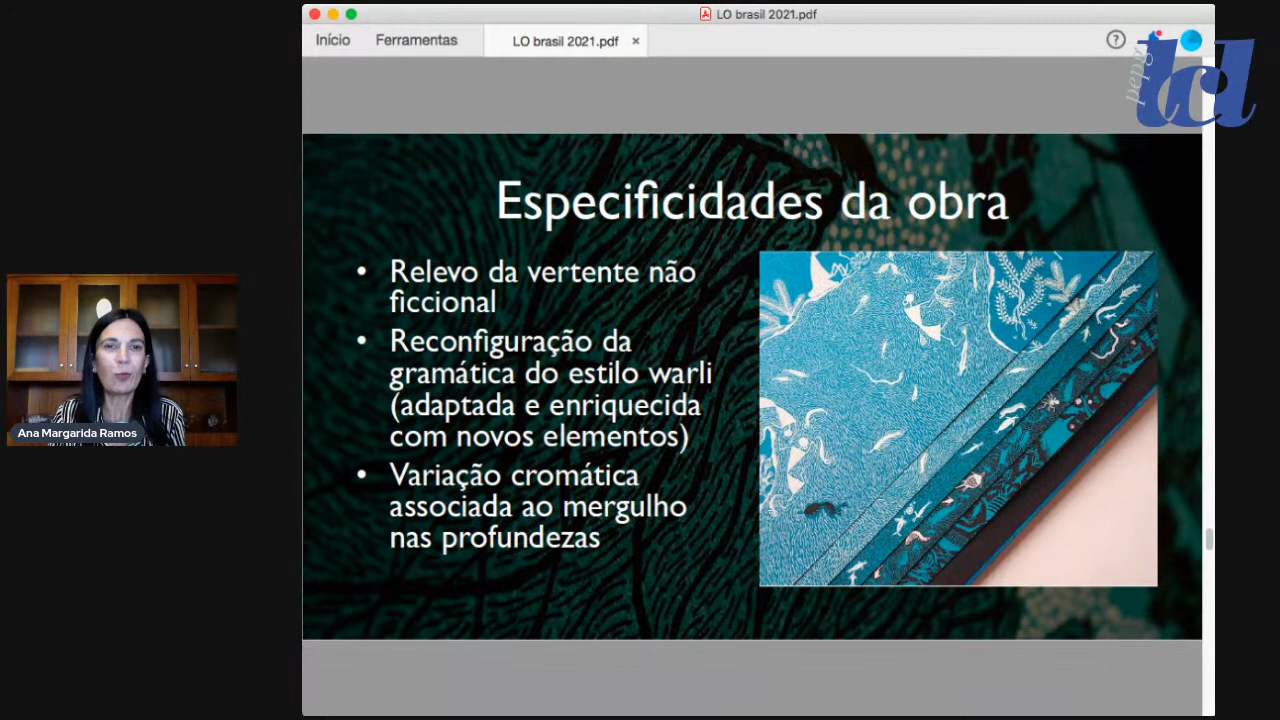 LO brasil 2021.pdf
Início Ferramentas LO brasil 2021.pdf ×
?
pepg
lcl
Especificidades da obra
• Relevo da vertente não
ficcional
• Reconfiguração da
gramática do estilo warli
(adaptada e enriquecida
com novos elementos)
• Variação cromática
associada ao mergulho
nas profundezas
Ana Margarida Ramos